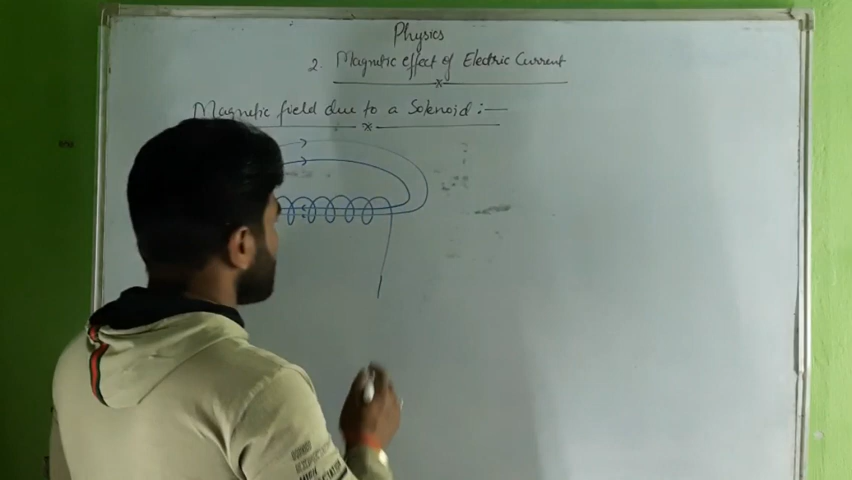 Physics
2. Magnetic effect of Electric Current
Magnetic field due to a Solenoid :—